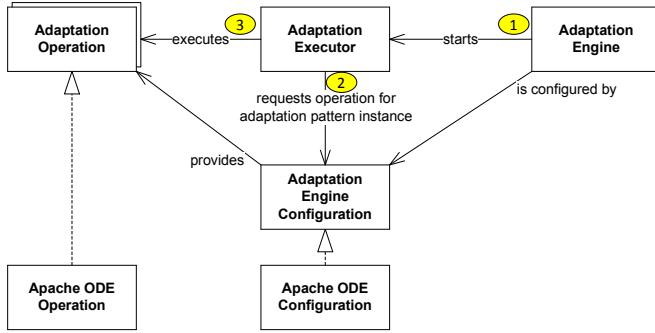 Adaptation
Operation
executes
3
Adaptation
Executor
starts
1
Adaptation
Engine
2
requests operation for
adaptation pattern instance
is configured by
provides
Adaptation
Engine
Configuration
Apache ODE
Operation
Apache ODE
Configuration